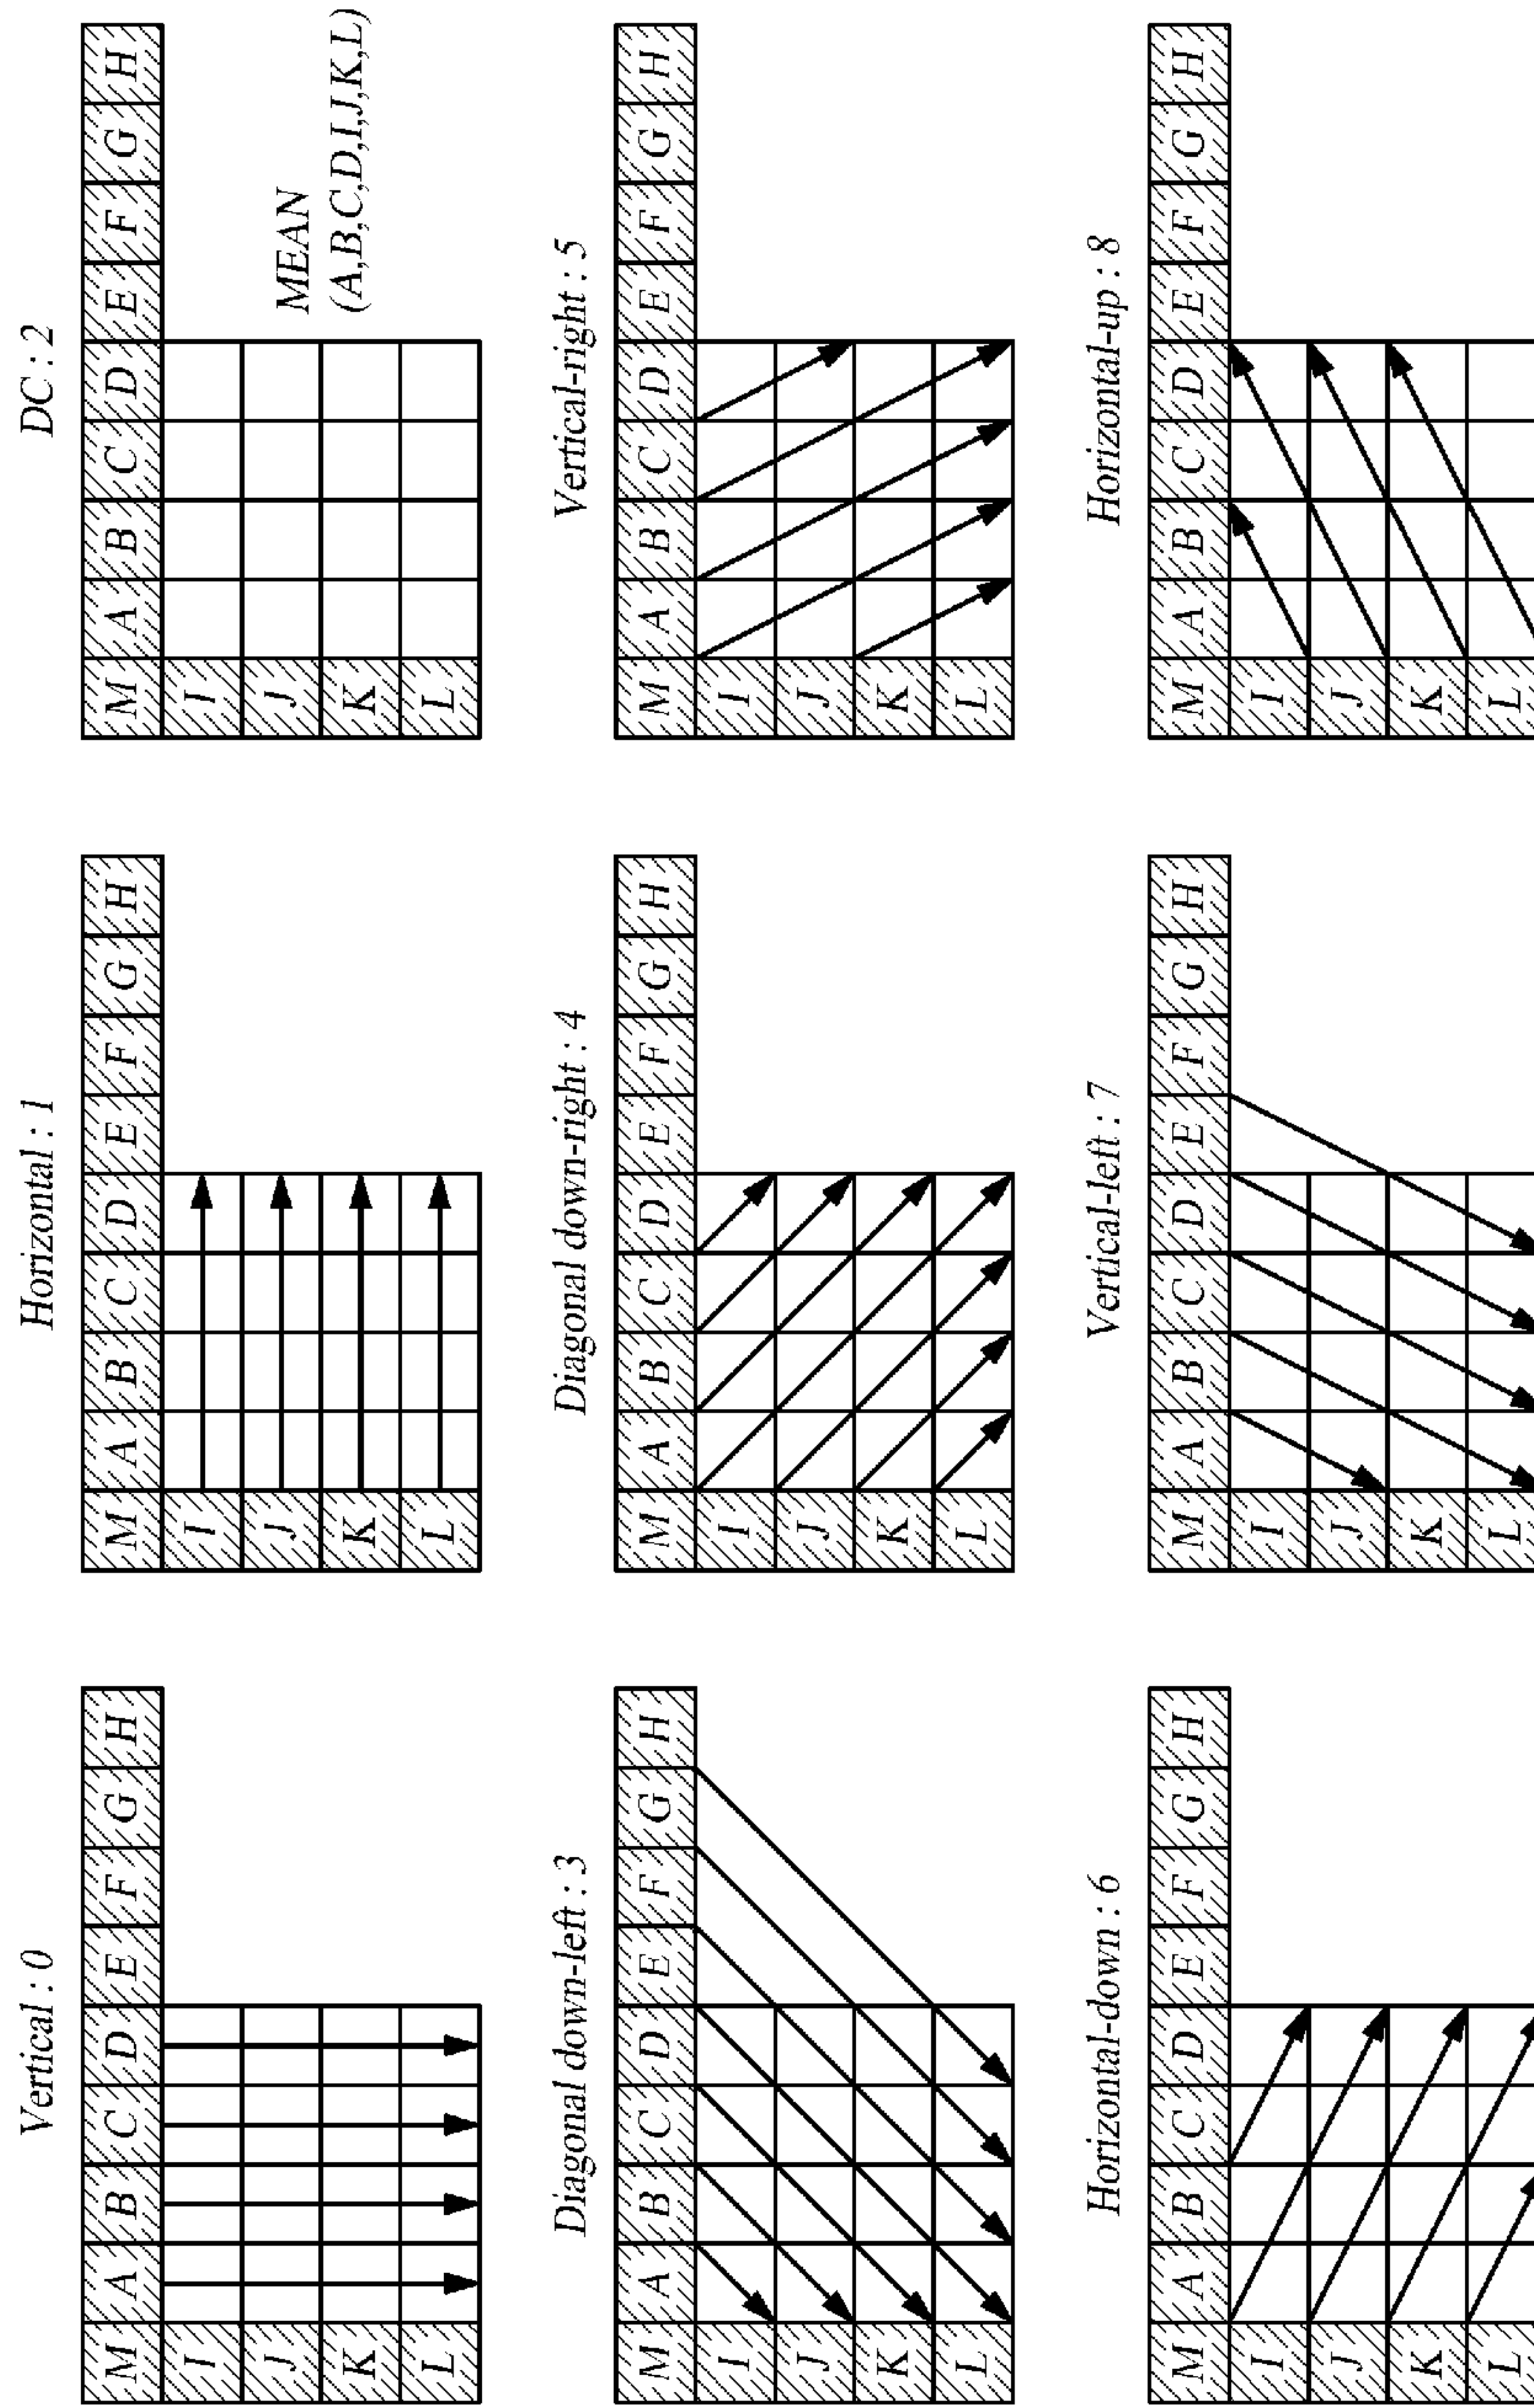 Vertical : 0
M A B C D E F G H
I
J
K
L
Horizontal : 1
M A B C D E F G H
I
J
K
L
DC : 2
M A B C D E F G H
I
J
K
L
MEAN
(A,B,C,D,I,J,K,L)
Diagonal down-left : 3
M A B C D E F G H
I
J
K
L
Diagonal down-right : 4
M A B C D E F G H
I
J
K
L
Vertical-right : 5
M A B C D E F G H
I
J
K
L
Horizontal-down : 6
M A B C D E F G H
I
J
K
L
Vertical-left : 7
M A B C D E F G H
I
J
K
L
Horizontal-up : 8
M A B C D E F G H
I
J
K
L